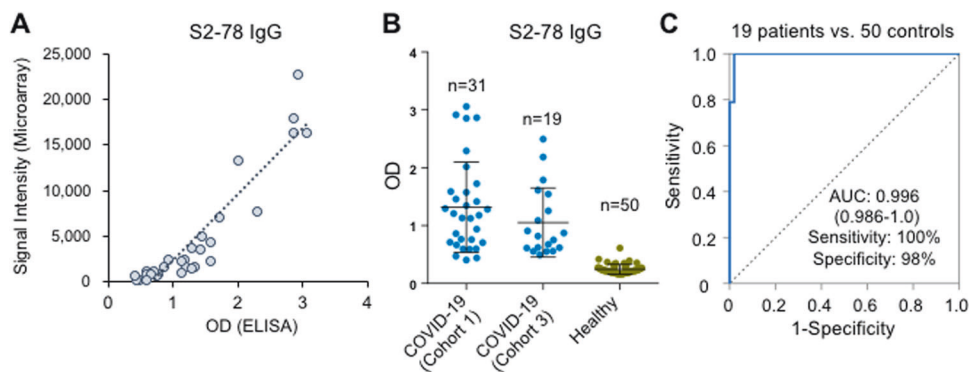 A
S2-78 IgG
Signal Intensity (Microarray)
25,000
20,000
15,000
10,000
5,000
0
0
1
2
3
4
OD (ELISA)
B
S2-78 IgG
OD
4
3
2
1
0
n=31
n=19
n=50
COVID-19
(Cohort 1)
COVID-19
(Cohort 3)
Healthy
C
19 patients vs. 50 controls
Sensitivity
1.0
0.8
0.6
0.4
0.2
0
AUC: 0.996
(0.986-1.0)
Sensitivity: 100%
Specificity: 98%
0
0.2
0.4
0.6
0.8
1.0
1-Specificity